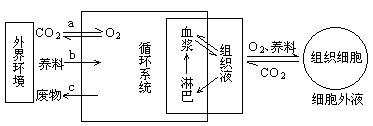 外界环境
a
CO₂ O₂
b
养料
c
废物
循环系统
血浆
淋巴
组织液
O₂、养料
CO₂
组织细胞
细胞外液